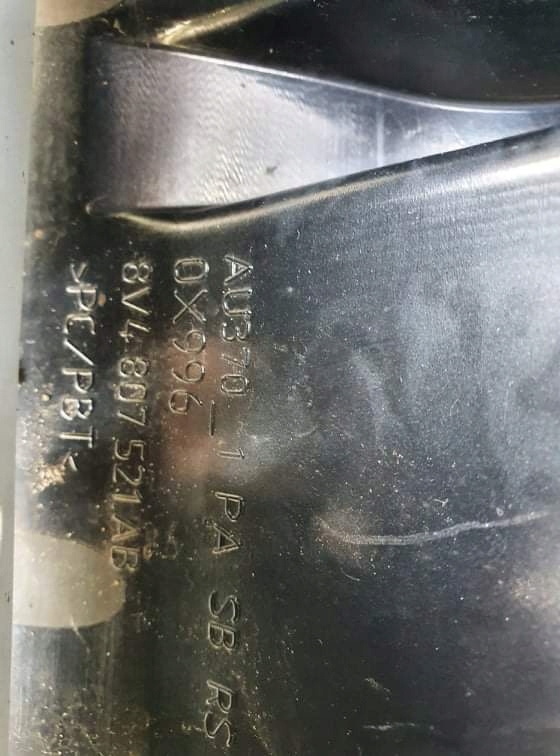 AU370_1 PA SB RS
0X996
8V4 807 521AB
>PC/PBT<